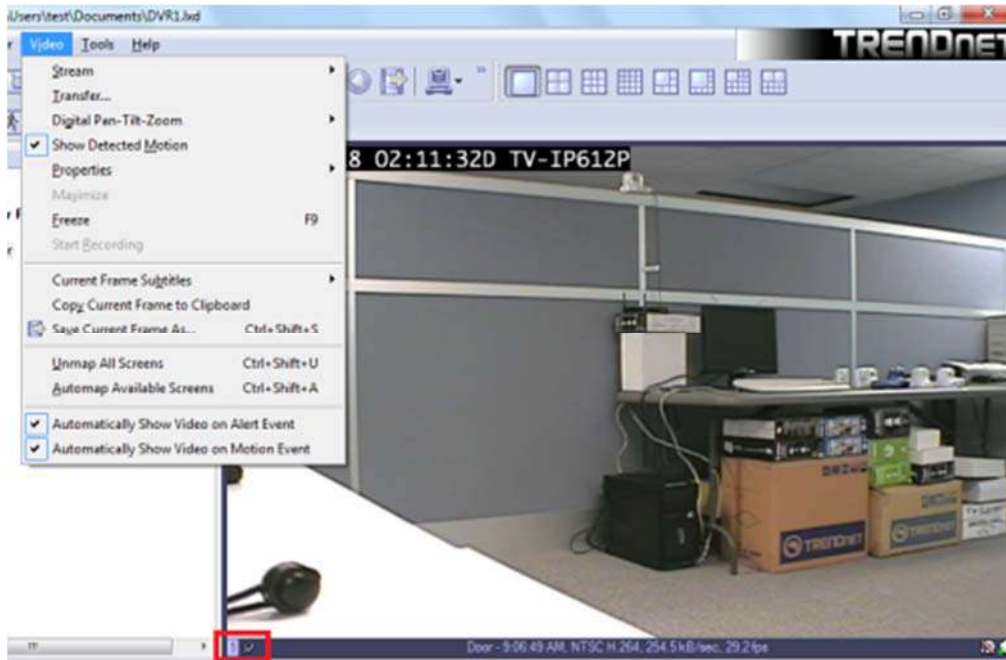 Users\test\Documents\DVR1.lxd
Video Tools Help
TRENDnet
Stream
Transfer...
Digital Pan-Tilt-Zoom
Show Detected Motion
Properties
Maximize
Freeze F9
Start Recording
Current Frame Subtitles
Copy Current Frame to Clipboard
Save Current Frame As... Ctrl+Shift+S
Unmap All Screens Ctrl+Shift+U
Automap Available Screens Ctrl+Shift+A
Automatically Show Video on Alert Event
Automatically Show Video on Motion Event
8 02:11:32D TV-IP612P
TRENDnet
TRENDnet
1
Door - 9:06:49 AM, NTSC H.264, 254.5 kB/sec, 29.2 fps